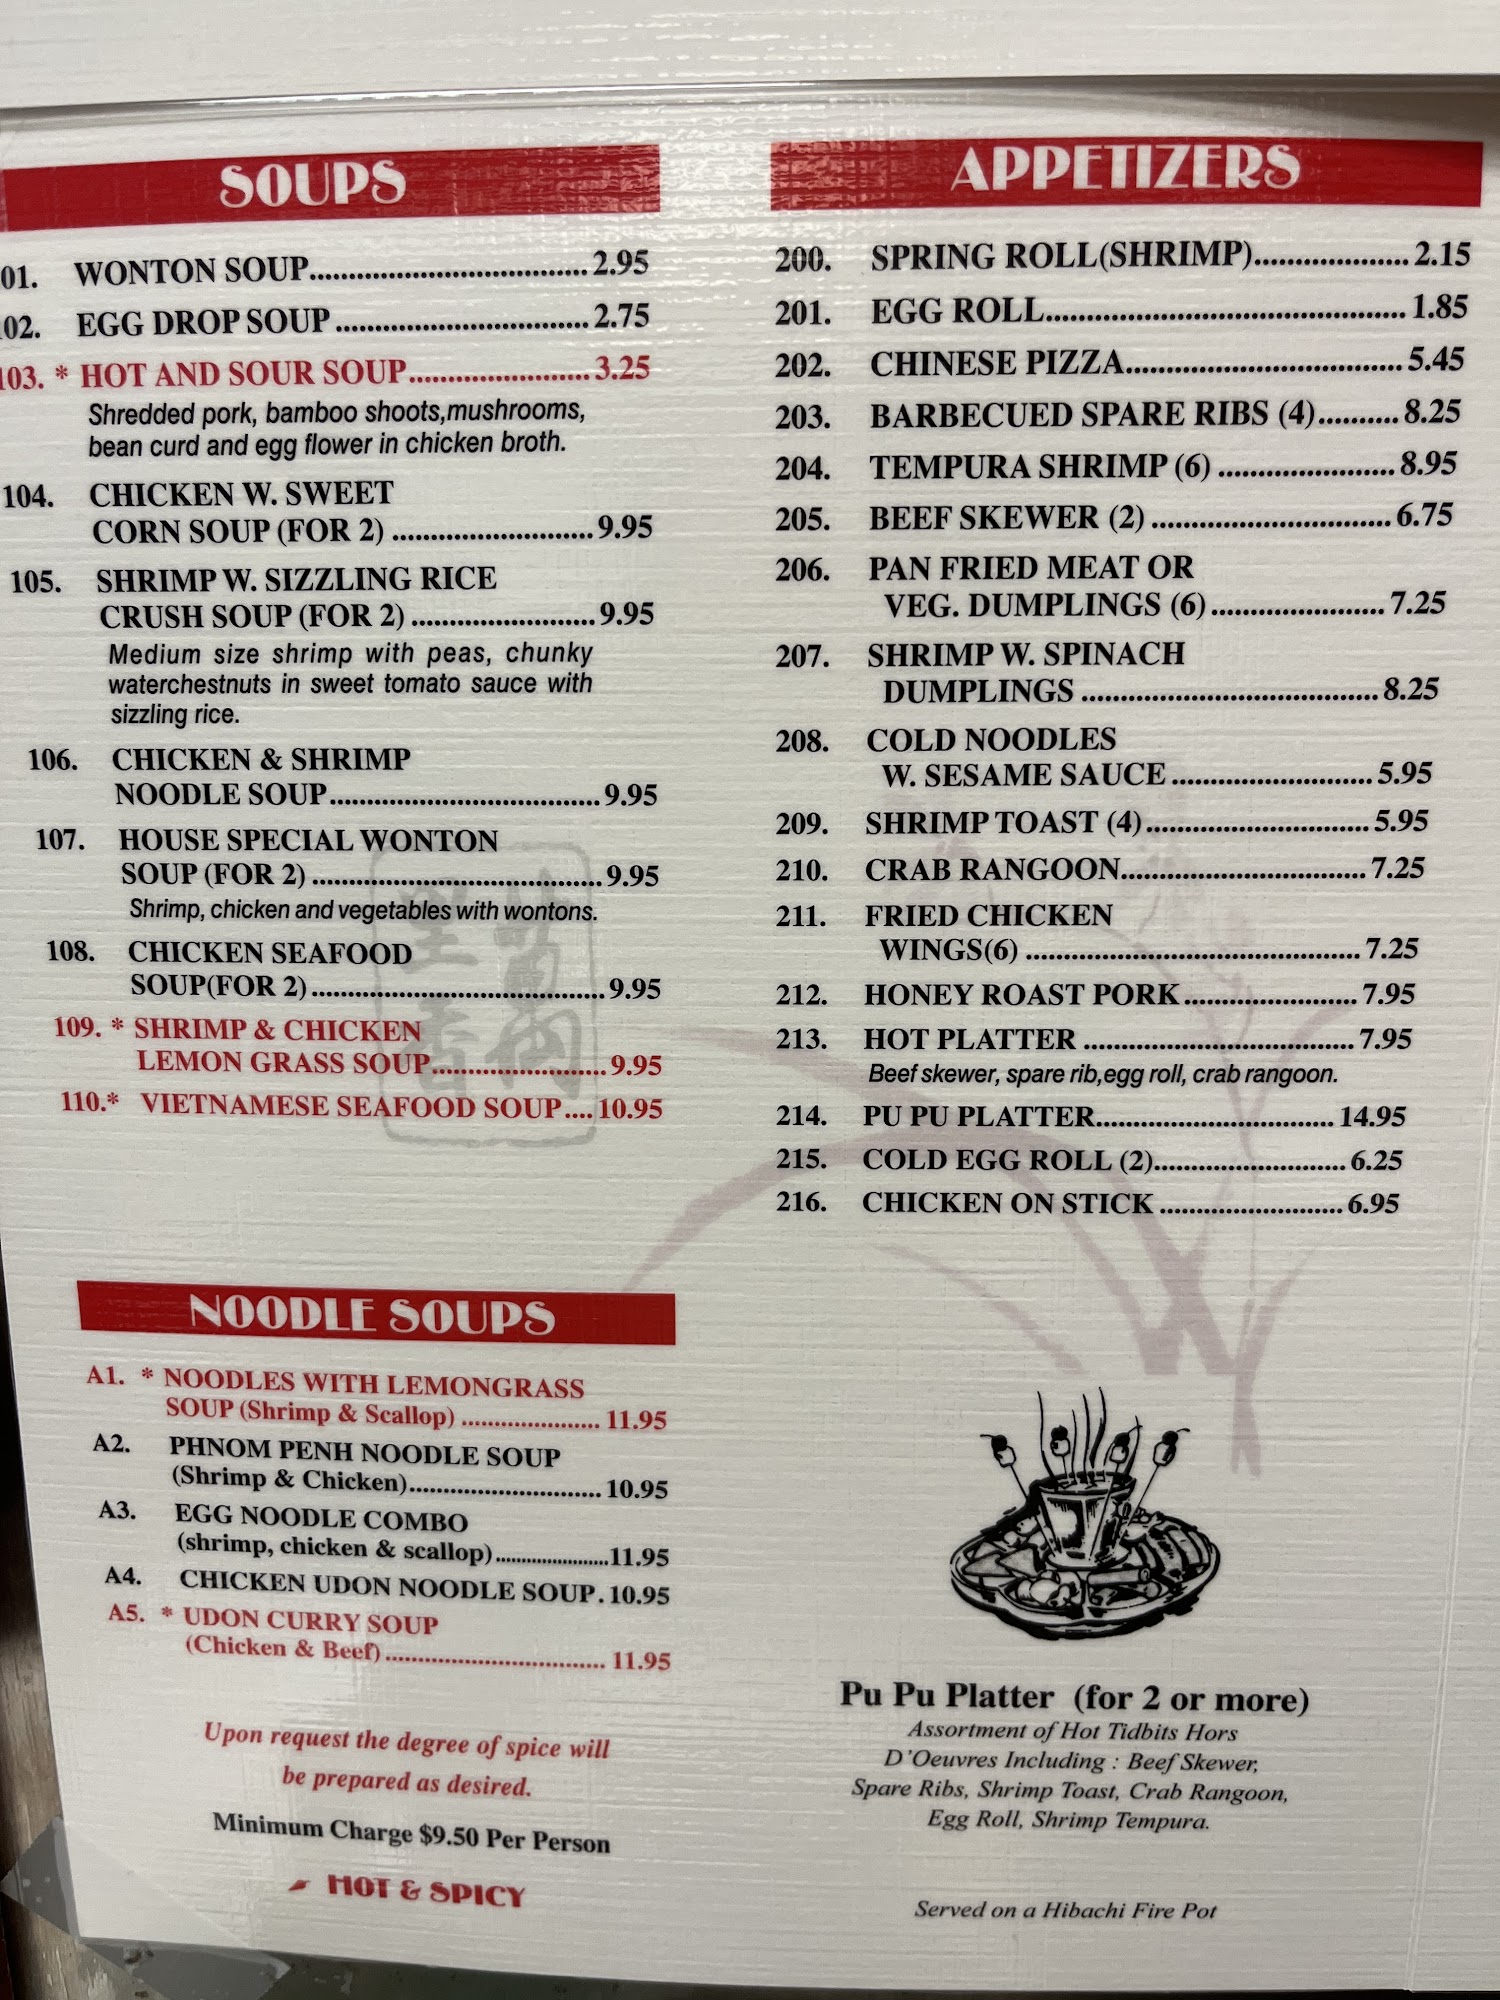 SOUPS
01. WONTON SOUP.................................... 2.95
02. EGG DROP SOUP ................................. 2.75
103. * HOT AND SOUR SOUP....................... 3.25
Shredded pork, bamboo shoots,mushrooms,
bean curd and egg flower in chicken broth.
104. CHICKEN W. SWEET
CORN SOUP (FOR 2) .......................... 9.95
105. SHRIMP W. SIZZLING RICE
CRUSH SOUP (FOR 2) ........................ 9.95
Medium size shrimp with peas, chunky
waterchestnuts in sweet tomato sauce with
sizzling rice.
106. CHICKEN & SHRIMP
NOODLE SOUP................................... 9.95
107. HOUSE SPECIAL WONTON
SOUP (FOR 2) ...................................... 9.95
Shrimp, chicken and vegetables with wontons.
108. CHICKEN SEAFOOD
SOUP(FOR 2) ...................................... 9.95
109. * SHRIMP & CHICKEN
LEMON GRASS SOUP....................... 9.95
110.* VIETNAMESE SEAFOOD SOUP .... 10.95
NOODLE SOUPS
A1. * NOODLES WITH LEMONGRASS
SOUP (Shrimp & Scallop) ..................... 11.95
A2. PHNOM PENH NOODLE SOUP
(Shrimp & Chicken)............................. 10.95
A3. EGG NOODLE COMBO
(shrimp, chicken & scallop).......................11.95
A4. CHICKEN UDON NOODLE SOUP . 10.95
A5. * UDON CURRY SOUP
(Chicken & Beef) ................................. 11.95
Upon request the degree of spice will
be prepared as desired.
Minimum Charge $9.50 Per Person
HOT & SPICY
APPETIZERS
200. SPRING ROLL(SHRIMP).................... 2.15
201. EGG ROLL............................................... 1.85
202. CHINESE PIZZA.................................... 5.45
203. BARBECUED SPARE RIBS (4).......... 8.25
204. TEMPURA SHRIMP (6) ....................... 8.95
205. BEEF SKEWER (2) ............................... 6.75
206. PAN FRIED MEAT OR
VEG. DUMPLINGS (6) ....................... 7.25
207. SHRIMP W. SPINACH
DUMPLINGS ....................................... 8.25
208. COLD NOODLES
W. SESAME SAUCE .......................... 5.95
209. SHRIMP TOAST (4) ............................. 5.95
210. CRAB RANGOON................................ 7.25
211. FRIED CHICKEN
WINGS(6) ............................................ 7.25
212. HONEY ROAST PORK ....................... 7.95
213. HOT PLATTER .................................... 7.95
Beef skewer, spare rib,egg roll, crab rangoon.
214. PU PU PLATTER................................ 14.95
215. COLD EGG ROLL (2).......................... 6.25
216. CHICKEN ON STICK ......................... 6.95
Pu Pu Platter (for 2 or more)
Assortment of Hot Tidbits Hors
D'Oeuvres Including : Beef Skewer,
Spare Ribs, Shrimp Toast, Crab Rangoon,
Egg Roll, Shrimp Tempura.
Served on a Hibachi Fire Pot